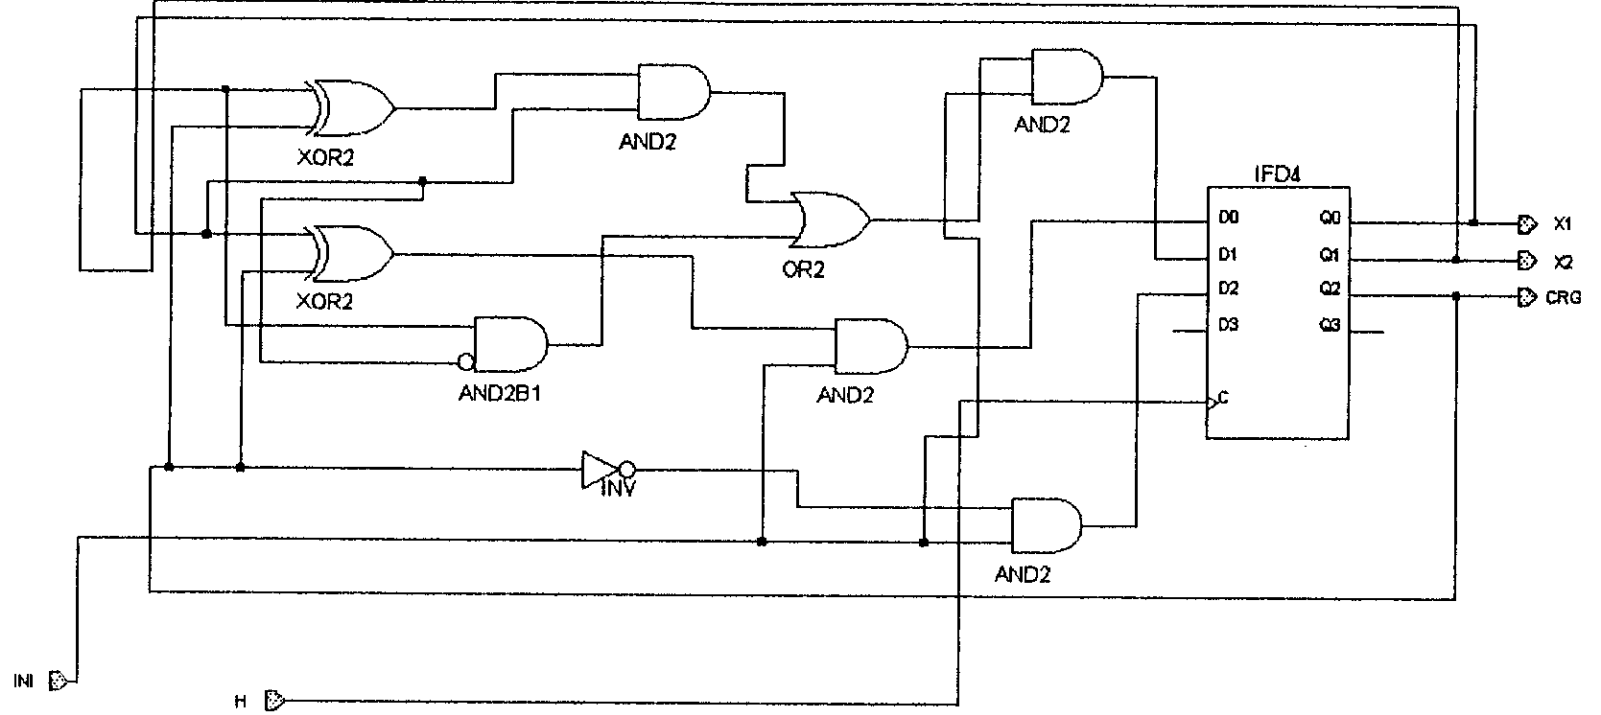 AND2
XOR2
AND2
IFD4
D0 Q0 X1
D1 Q1 X2
D2 Q2 CRG
D3 Q3
OR2
XOR2
AND2B1
AND2
C
INV
AND2
INI
H